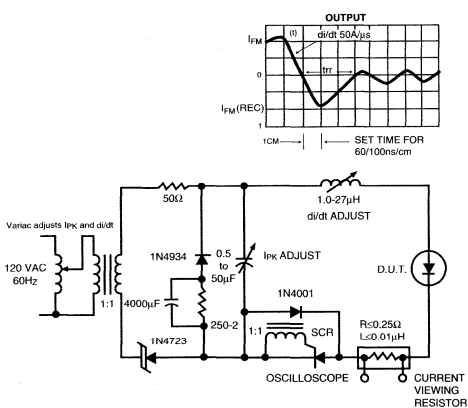 OUTPUT
IFM
(t)
di/dt 50A/µs
0
trr
IFM(REC)
1
1CM
SET TIME FOR
60/100ns/cm
50Ω
1.0-27µH
di/dt ADJUST
Variac adjusts IPK and di/dt
1N4934
0.5
to
50µF
IPK ADJUST
D.U.T.
120 VAC
60Hz
1:1
4000µF
1N4001
250-2
1:1
SCR
R≤0.25Ω
L≤0.01µH
1N4723
OSCILLOSCOPE
CURRENT
VIEWING
RESISTOR